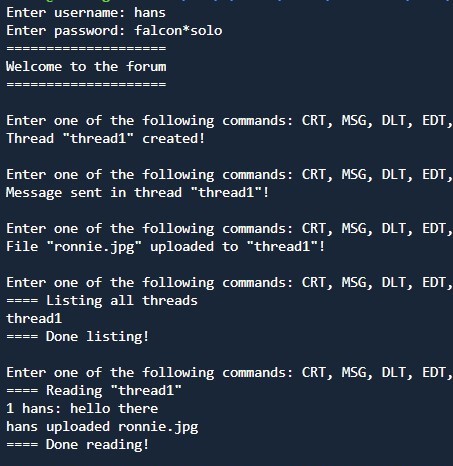 Enter username: hans
Enter password: falcon*solo
====================
Welcome to the forum
====================
Enter one of the following commands: CRT, MSG, DLT, EDT,
Thread "thread1" created!
Enter one of the following commands: CRT, MSG, DLT, EDT,
Message sent in thread "thread1"!
Enter one of the following commands: CRT, MSG, DLT, EDT,
File "ronnie.jpg" uploaded to "thread1"!
Enter one of the following commands: CRT, MSG, DLT, EDT,
==== Listing all threads
thread1
==== Done listing!
Enter one of the following commands: CRT, MSG, DLT, EDT,
==== Reading "thread1"
1 hans: hello there
hans uploaded ronnie.jpg
==== Done reading!